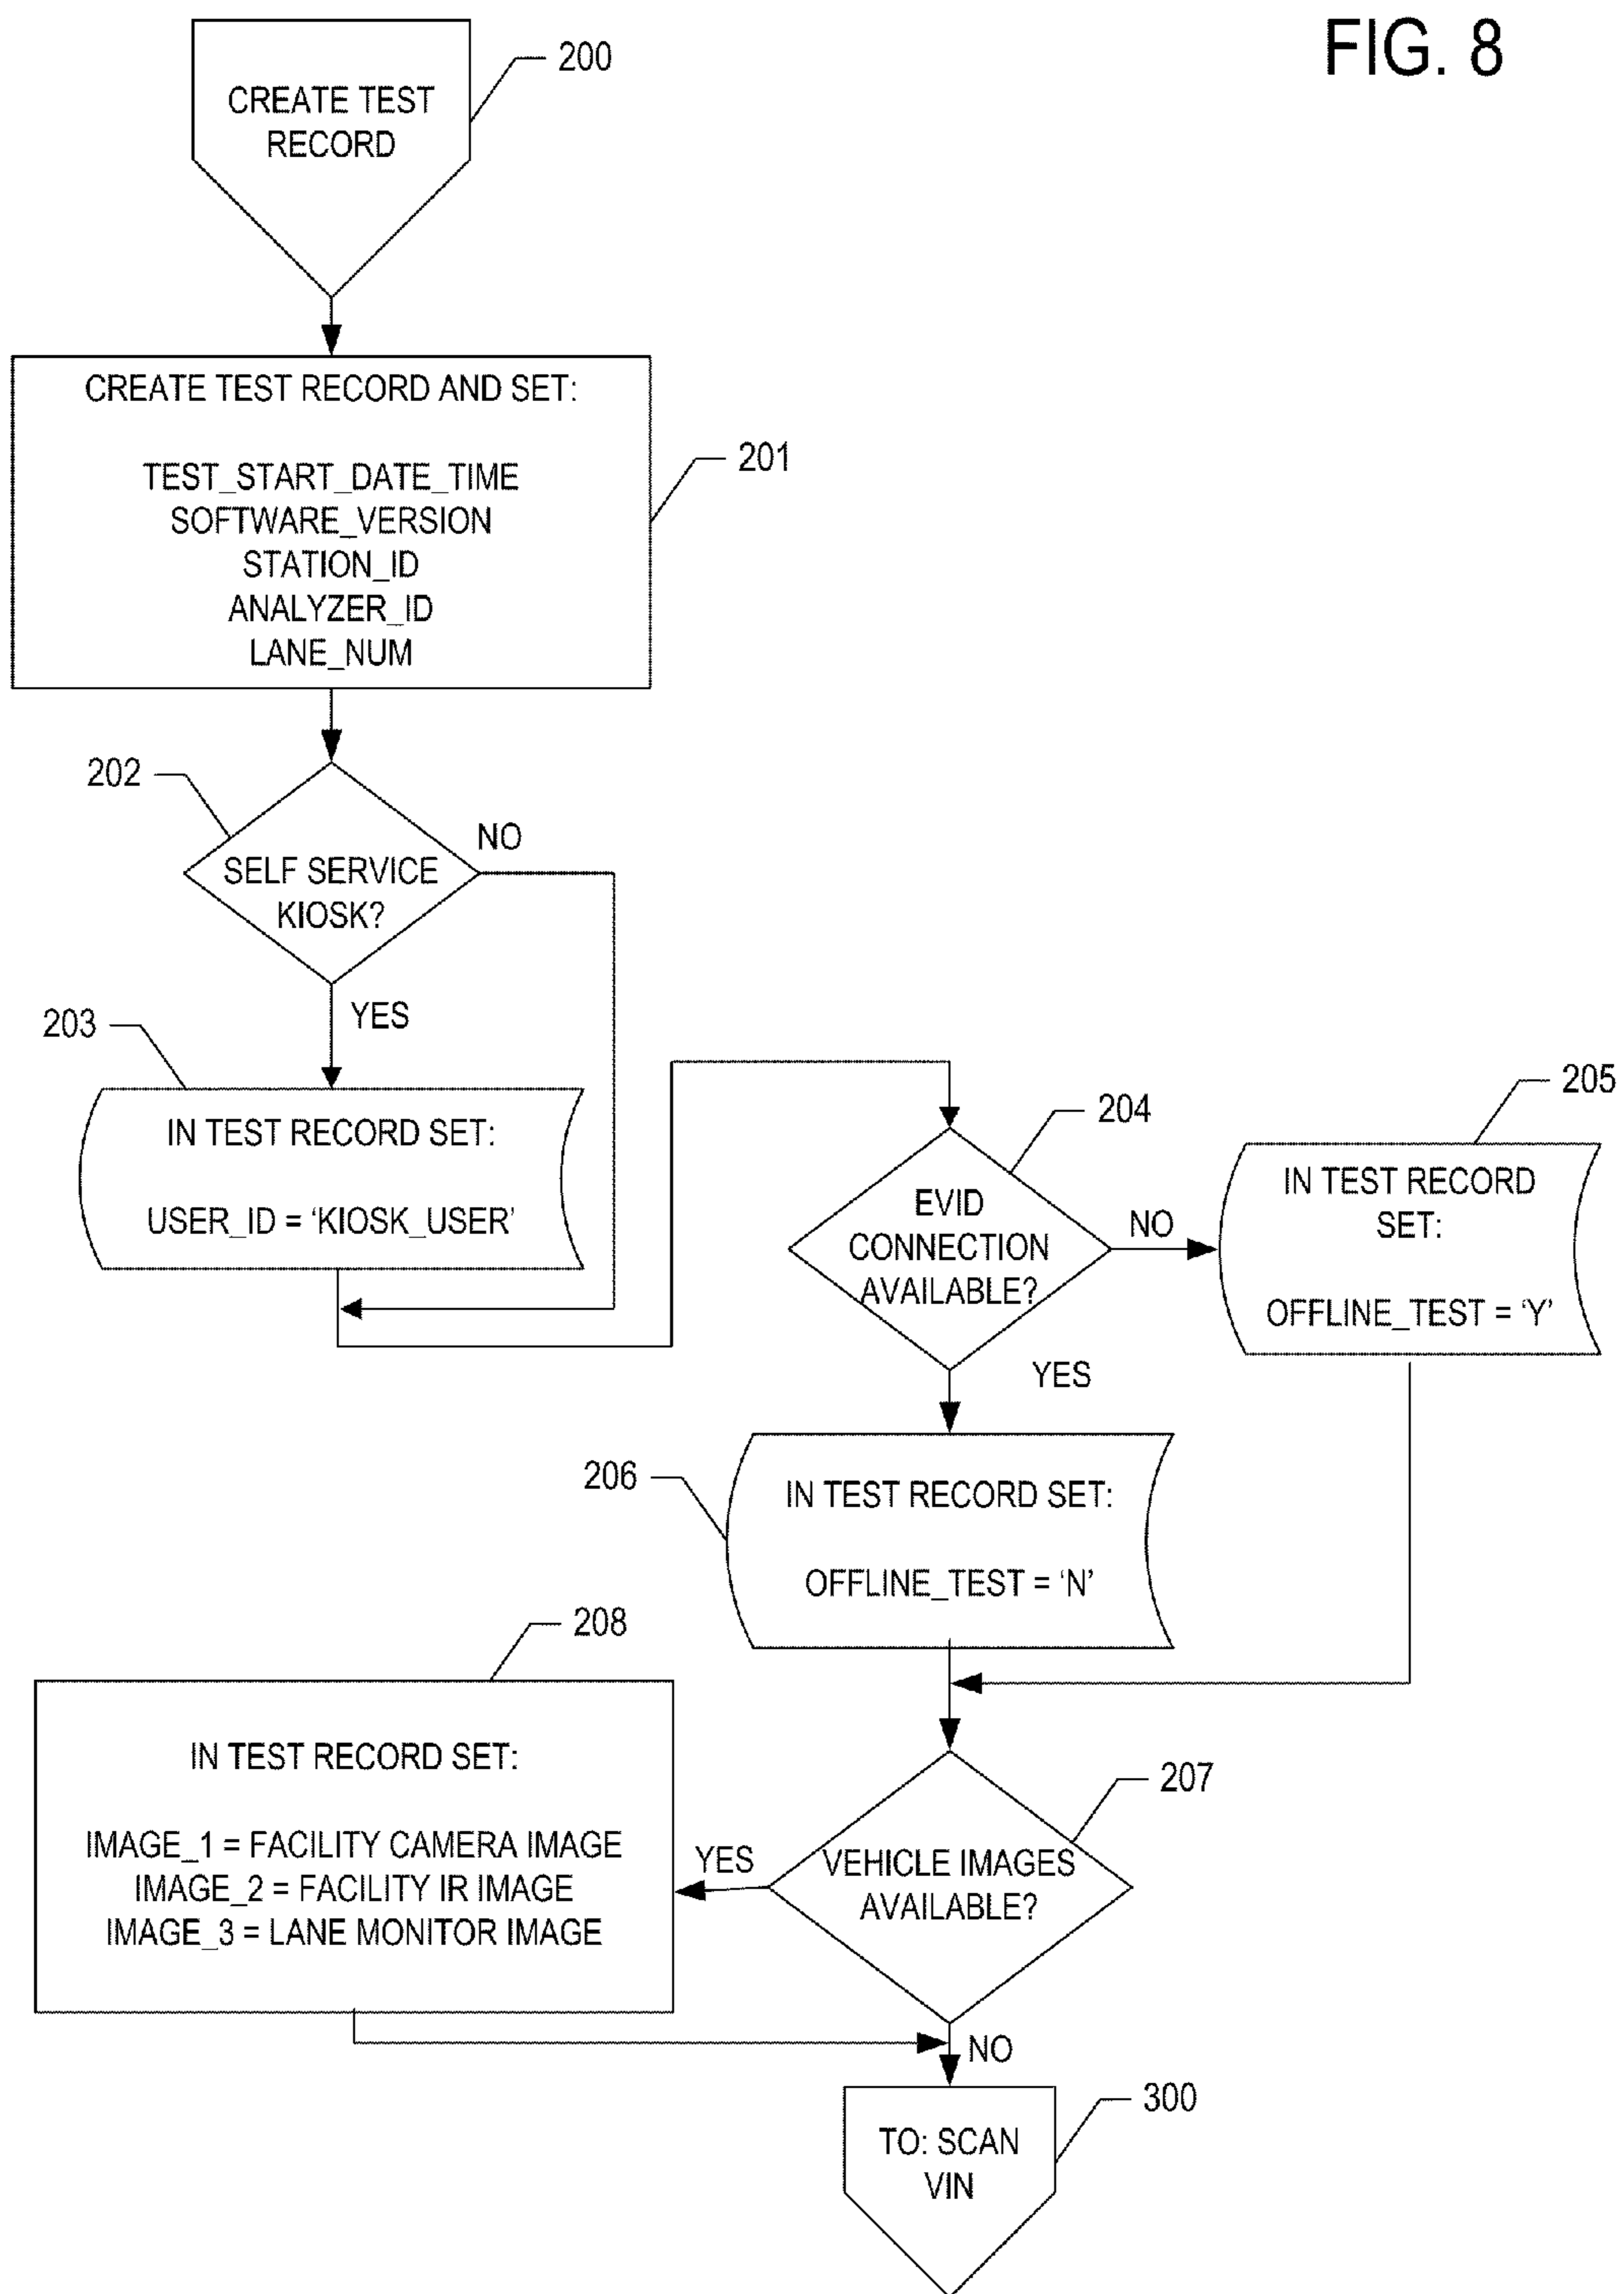 FIG. 8
200
CREATE TEST
RECORD
CREATE TEST RECORD AND SET:
201
TEST_START_DATE_TIME
SOFTWARE_VERSION
STATION_ID
ANALYZER_ID
LANE_NUM
202
NO
SELF SERVICE
KIOSK?
YES
203
IN TEST RECORD SET:
USER_ID = ‘KIOSK_USER’
204
EVID
CONNECTION
AVAILABLE?
NO
205
IN TEST RECORD
SET:
OFFLINE_TEST = ‘Y’
YES
206
IN TEST RECORD SET:
OFFLINE_TEST = ‘N’
208
IN TEST RECORD SET:
IMAGE_1 = FACILITY CAMERA IMAGE
IMAGE_2 = FACILITY IR IMAGE
IMAGE_3 = LANE MONITOR IMAGE
YES
207
VEHICLE IMAGES
AVAILABLE?
NO
300
TO: SCAN
VIN